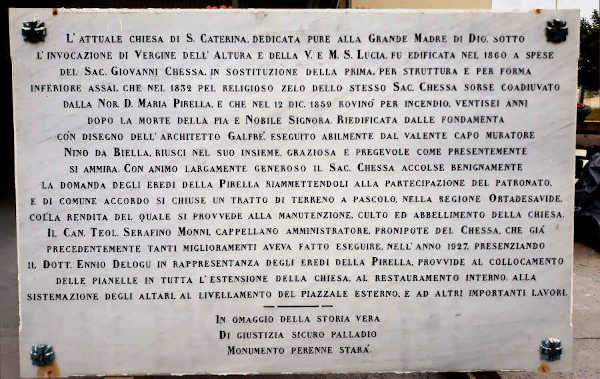 L'ATTUALE CHIESA DI S. CATERINA, DEDICATA PURE ALLA GRANDE MADRE DI DIO, SOTTO
L'INVOCAZIONE DI VERGINE DELL'ALTURA E DELLA V. E M. S. LUCIA, FU EDIFICATA NEL 1860 A SPESE
DEL SAC. GIOVANNI CHESSA, IN SOSTITUZIONE DELLA PRIMA, PER STRUTTURA E PER FORMA
INFERIORE ASSAI, CHE NEL 1832 PEL RELIGIOSO ZELO DELLO STESSO SAC. CHESSA SORSE COADIUVATO
DALLA NOB. D. MARIA PIRELLA, E CHE NEL 12 DIC. 1859 ROVINO' PER INCENDIO, VENTISEI ANNI
DOPO LA MORTE DELLA PIA E NOBILE SIGNORA. RIEDIFICATA DALLE FONDAMENTA
CON DISEGNO DELL'ARCHITETTO GALFRÉ, ESEGUITO ABILMENTE DAL VALENTE CAPO MURATORE
NINO DA BIELLA, RIUSCI NEL SUO INSIEME, GRAZIOSA E PREGEVOLE COME PRESENTEMENTE
SI AMMIRA. CON ANIMO LARGAMENTE GENEROSO IL SAC. CHESSA ACCOLSE BENIGNAMENTE
LA DOMANDA DEGLI EREDI DELLA PIRELLA RIAMMETTENDOLI ALLA PARTECIPAZIONE DEL PATRONATO,
E DI COMUNE ACCORDO SI CHIUSE UN TRATTO DI TERRENO A PASCOLO, NELLA REGIONE ORTADESAVIDE,
COLLA RENDITA DEL QUALE SI PROVVEDE ALLA MANUTENZIONE, CULTO ED ABBELLIMENTO DELLA CHIESA.
IL CAN. TEOL. SERAFINO MONNI, CAPPELLANO AMMINISTRATORE, PRONIPOTE DEL CHESSA, CHE GIÀ
PRECEDENTEMENTE TANTI MIGLIORAMENTI AVEVA FATTO ESEGUIRE, NELL'ANNO 1927, PRESENZIANDO
IL DOTT. ENNIO DELOGU IN RAPPRESENTANZA DEGLI EREDI DELLA PIRELLA, PROVVIDE AL COLLOCAMENTO
DELLE PIANELLE IN TUTTA L'ESTENSIONE DELLA CHIESA, AL RESTAURAMENTO INTERNO, ALLA
SISTEMAZIONE DEGLI ALTARI, AL LIVELLAMENTO DEL PIAZZALE ESTERNO, E AD ALTRI IMPORTANTI LAVORI.
IN OMAGGIO DELLA STORIA VERA
DI GIUSTIZIA SICURO PALLADIO
MONUMENTO PERENNE STARÀ.